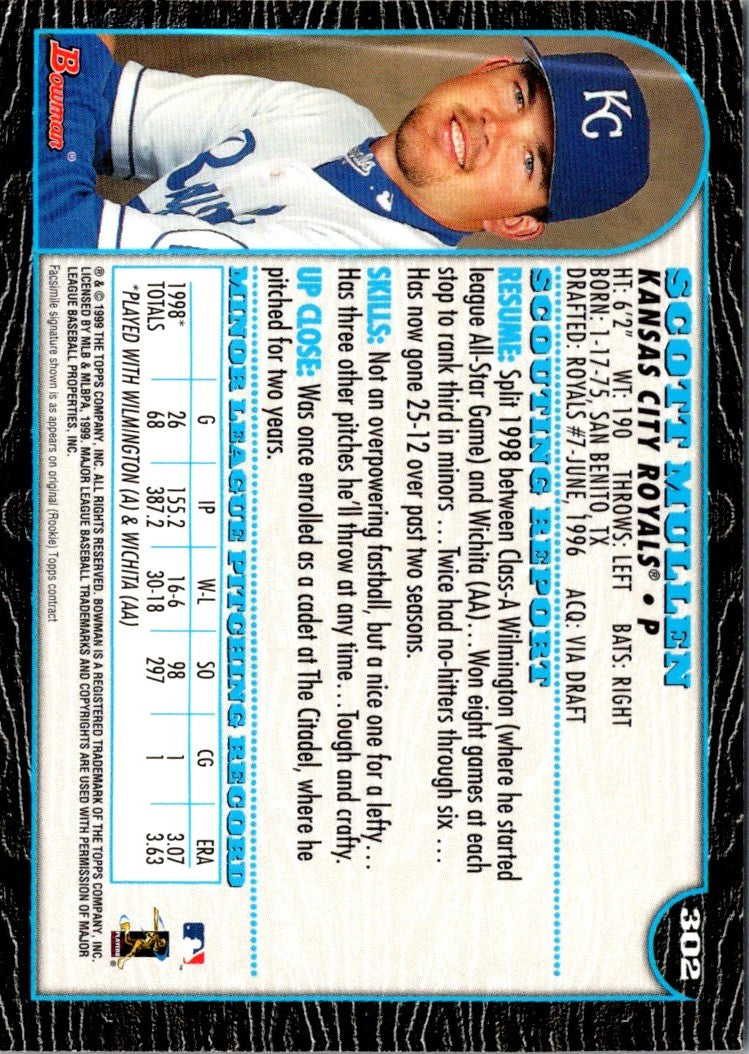 302
SCOTT MULLEN
KANSAS CITY ROYALS® • P
HT: 6'2" WT: 190 THROWS: LEFT BATS: RIGHT
BORN: 1-17-75, SAN BENITO, TX
DRAFTED: ROYALS #7-JUNE, 1996 ACQ: VIA DRAFT
SCOUTING REPORT
RESUME: Split 1998 between Class-A Wilmington (where he started
league All-Star Game) and Wichita (AA) ... Won eight games at each
stop to rank third in minors ... Twice had no-hitters through six ...
Has now gone 25-12 over past two seasons.
SKILLS: Not an overpowering fastball, but a nice one for a lefty ...
Has three other pitches he'll throw at any time ... Tough and crafty.
UP CLOSE: Was once enrolled as a cadet at The Citadel, where he
pitched for two years.
MINOR LEAGUE PITCHING RECORD
G IP W-L SO CG ERA
1998* 26 155.2 16-6 98 1 3.07
TOTALS 68 387.2 30-18 297 1 3.63
*PLAYED WITH WILMINGTON (A) & WICHITA (AA)
® & © 1999 THE TOPPS COMPANY, INC. ALL RIGHTS RESERVED. BOWMAN IS A REGISTERED TRADEMARK OF THE TOPPS COMPANY, INC.
LICENSED BY MLB & MLBPA, 1999. MAJOR LEAGUE BASEBALL TRADEMARKS AND COPYRIGHTS ARE USED WITH PERMISSION OF MAJOR
LEAGUE BASEBALL PROPERTIES, INC.
Facsimile signature shown is as appears on original (Rookie) Topps contract
KC
Bowman®